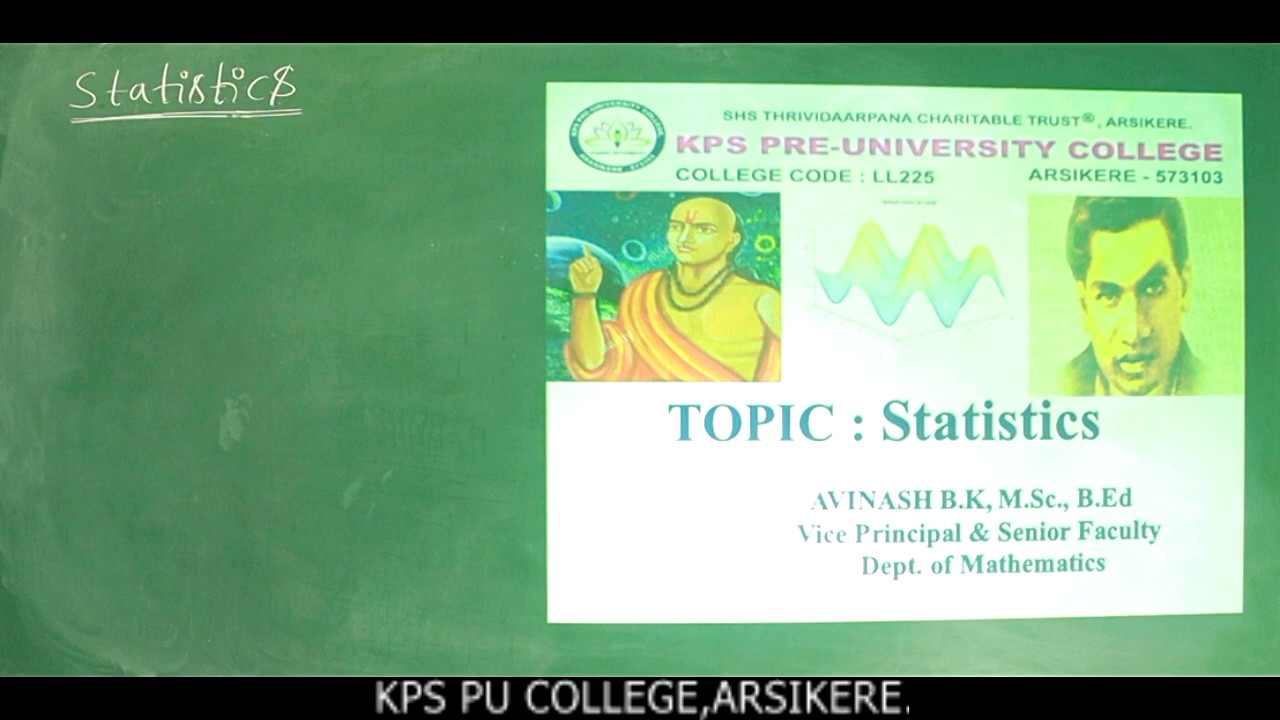 Statistics
SHS THRIVIDAARPANA CHARITABLE TRUST®, ARSIKERE.
KPS PRE-UNIVERSITY COLLEGE
COLLEGE CODE : LL225 ARSIKERE - 573103
TOPIC : Statistics
AVINASH B.K, M.Sc., B.Ed
Vice Principal & Senior Faculty
Dept. of Mathematics
KPS PU COLLEGE,ARSIKERE.